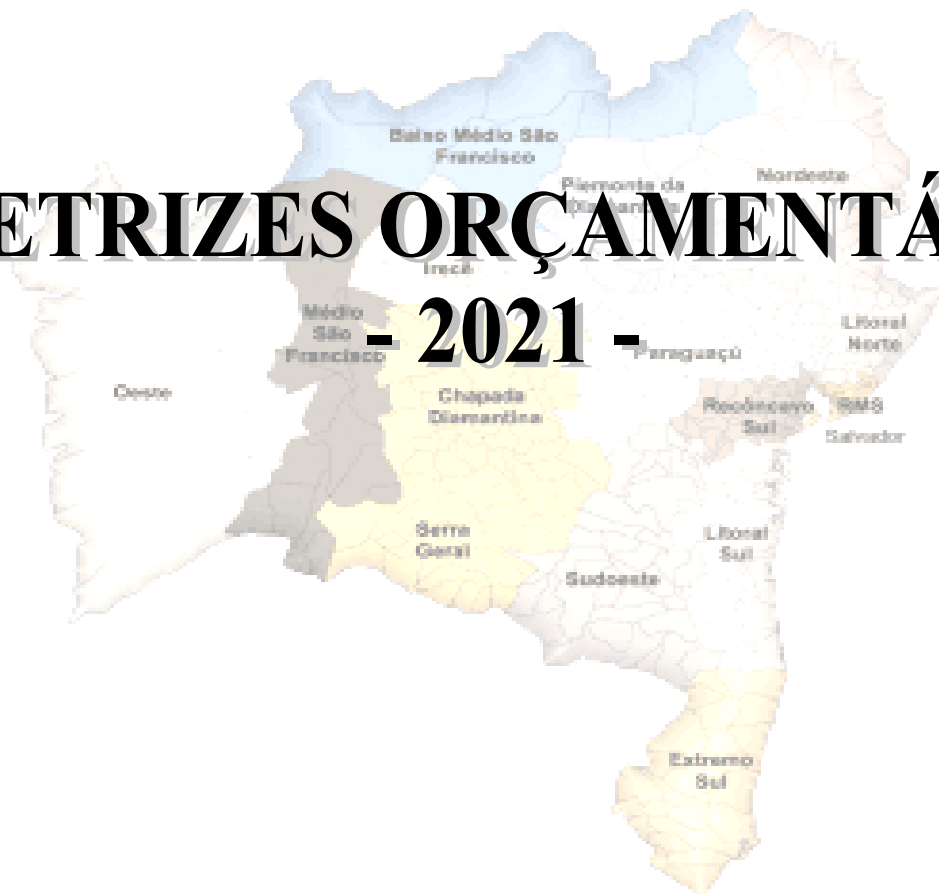 Baixo Médio São
Francisco
Nordeste
Piemonte da
ETRIZES ORÇAMENTÁ
Irecê
- 2021 -
Médio
São
Francisco
Litoral
Norte
Paraguaçú
Oeste
Chapada
Diamantina
Recôncavo
Sul
RMS
Salvador
Serra
Geral
Litoral
Sul
Sudoeste
Extremo
Sul